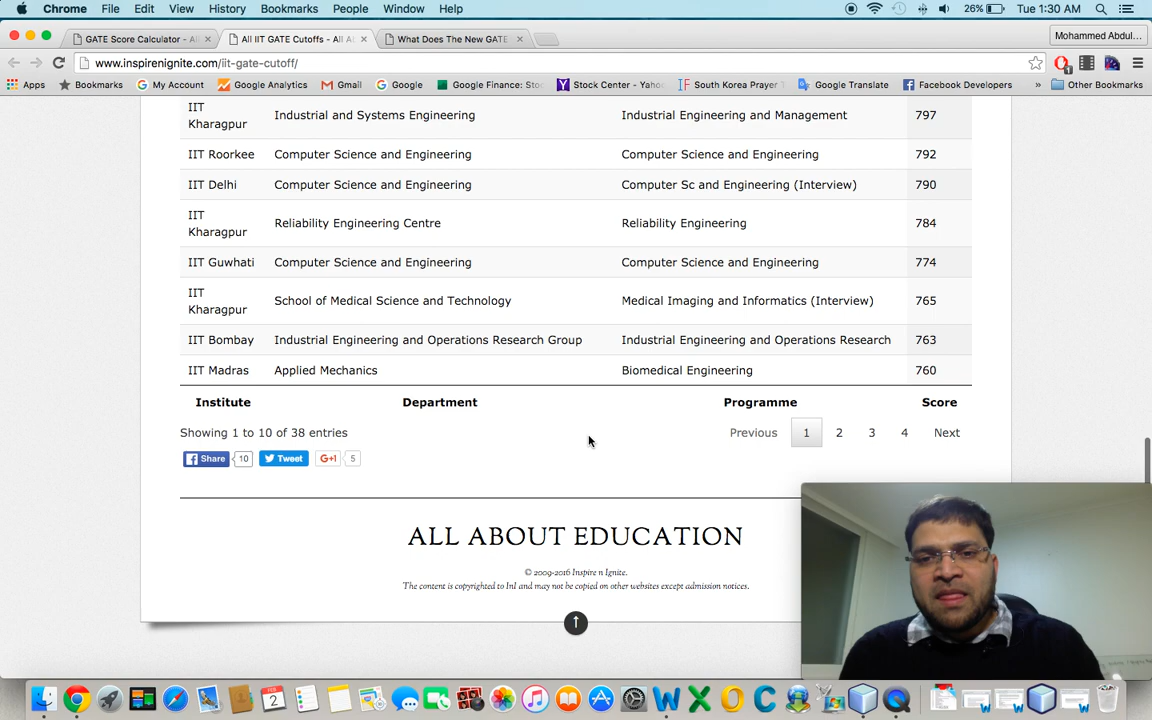 Chrome File Edit View History Bookmarks People Window Help 26% Tue 1:30 AM
GATE Score Calculator - All × All IIT GATE Cutoffs - All Al × What Does The New GATE × Mohammed Abdul...
www.inspirenignite.com/iit-gate-cutoff/ 1
Apps Bookmarks My Account Google Analytics Gmail Google Google Finance: Sto Stock Center - Yaho IF South Korea Prayer T Google Translate Facebook Developers » Other Bookmarks
IIT
Kharagpur Industrial and Systems Engineering Industrial Engineering and Management 797
IIT Roorkee Computer Science and Engineering Computer Science and Engineering 792
IIT Delhi Computer Science and Engineering Computer Sc and Engineering (Interview) 790
IIT
Kharagpur Reliability Engineering Centre Reliability Engineering 784
IIT Guwhati Computer Science and Engineering Computer Science and Engineering 774
IIT
Kharagpur School of Medical Science and Technology Medical Imaging and Informatics (Interview) 765
IIT Bombay Industrial Engineering and Operations Research Group Industrial Engineering and Operations Research 763
IIT Madras Applied Mechanics Biomedical Engineering 760
Institute Department Programme Score
Showing 1 to 10 of 38 entries Previous 1 2 3 4 Next
Share 10 Tweet G+1 5
ALL ABOUT EDUCATION
© 2009-2016 Inspire n Ignite.
The content is copyrighted to InI and may not be copied on other websites except admission notices.